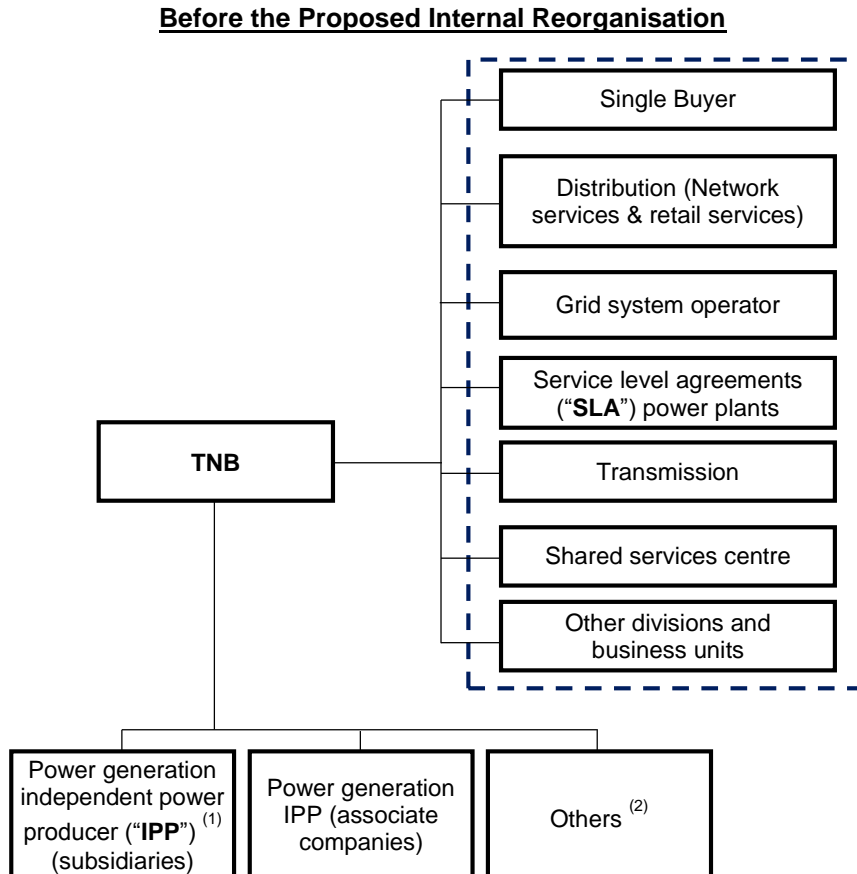 Before the Proposed Internal Reorganisation
Single Buyer
Distribution (Network
services & retail services)
Grid system operator
Service level agreements
(“SLA”) power plants
TNB
Transmission
Shared services centre
Other divisions and
business units
Power generation
independent power
producer (“IPP”) (1)
(subsidiaries)
Power generation
IPP (associate
companies)
Others (2)